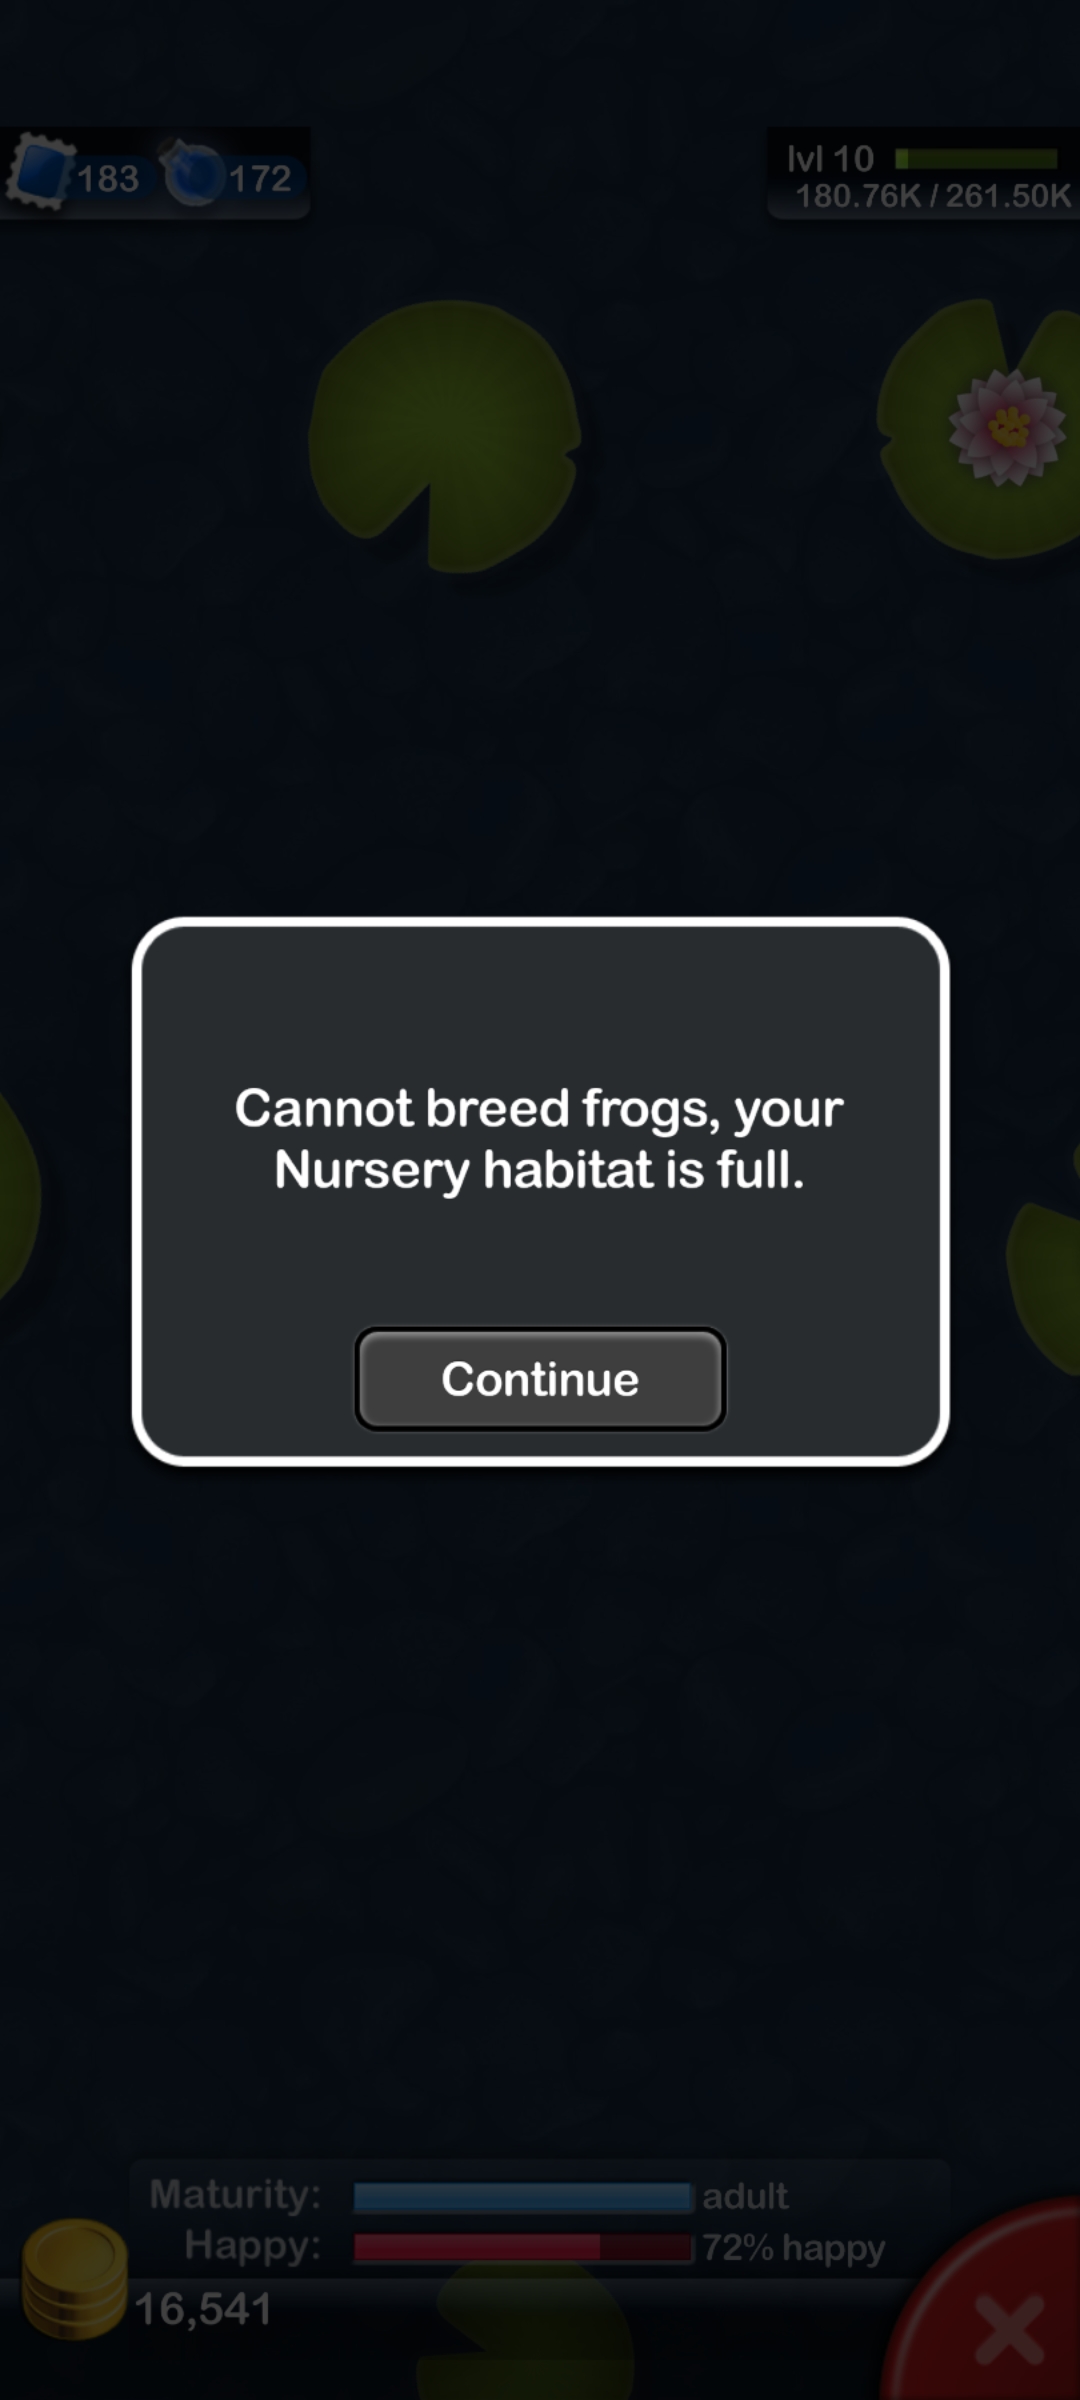 183 172
lvl 10
180.76K / 261.50K
Cannot breed frogs, your
Nursery habitat is full.
Continue
Maturity: adult
Happy: 72% happy
16,541